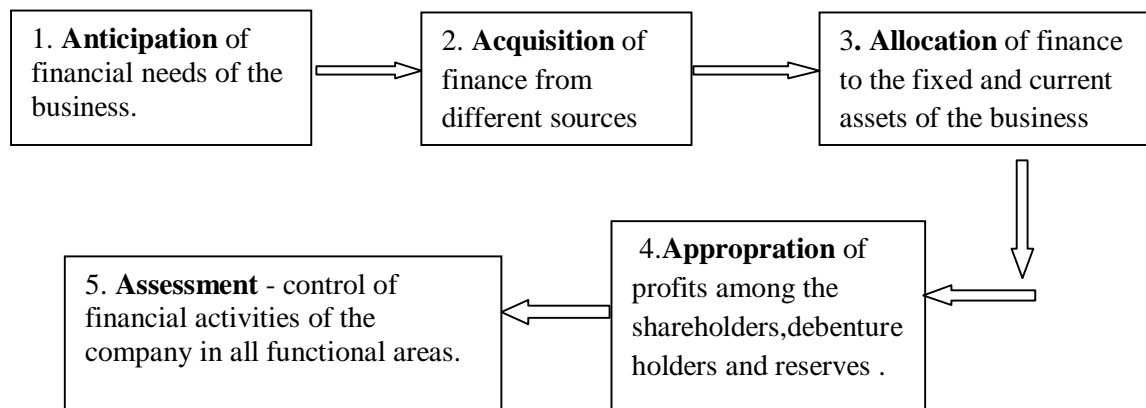 1. Anticipation of
financial needs of the
business.
2. Acquisition of
finance from
different sources
3. Allocation of finance
to the fixed and current
assets of the business
4.Appropration of
profits among the
shareholders,debenture
holders and reserves .
5. Assessment - control of
financial activities of the
company in all functional areas.